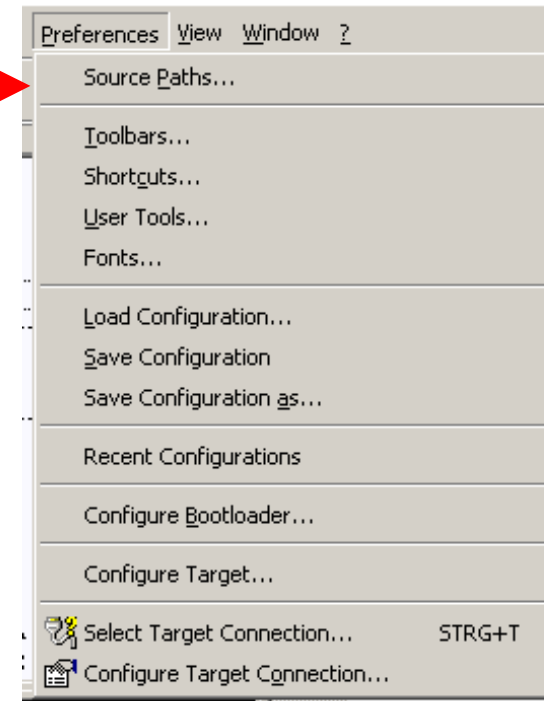 Preferences View Window ?
Source Paths...
Toolbars...
Shortcuts...
User Tools...
Fonts...
Load Configuration...
Save Configuration
Save Configuration as...
Recent Configurations
Configure Bootloader...
Configure Target...
Select Target Connection... STRG+T
Configure Target Connection...